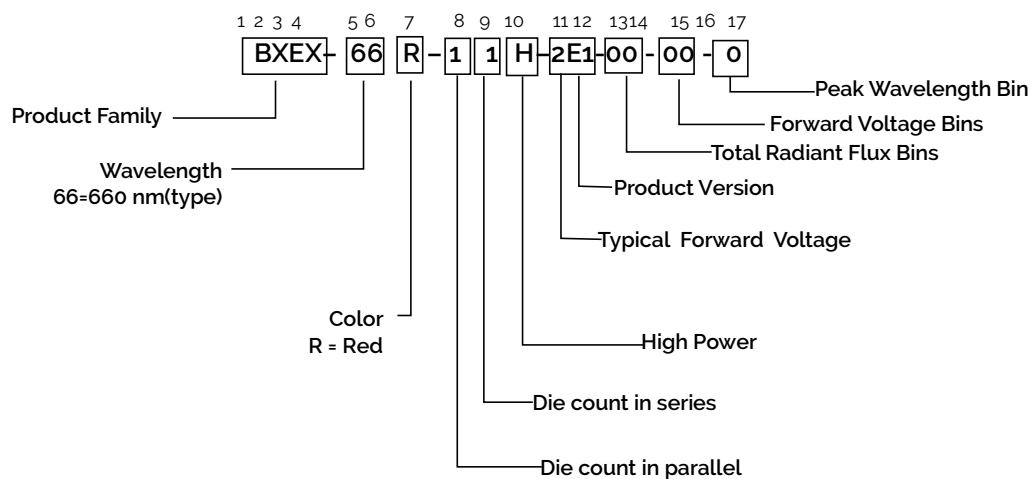 1 2 3 4 5 6 7 8 9 10 11 12 13 14 15 16 17
BXEX- 66 R - 1 1 H -2E1-00 - 00 - 0
Peak Wavelength Bin
Product Family
Forward Voltage Bins
Total Radiant Flux Bins
Wavelength
66=660 nm(type)
Product Version
Typical Forward Voltage
Color
R = Red
High Power
Die count in series
Die count in parallel